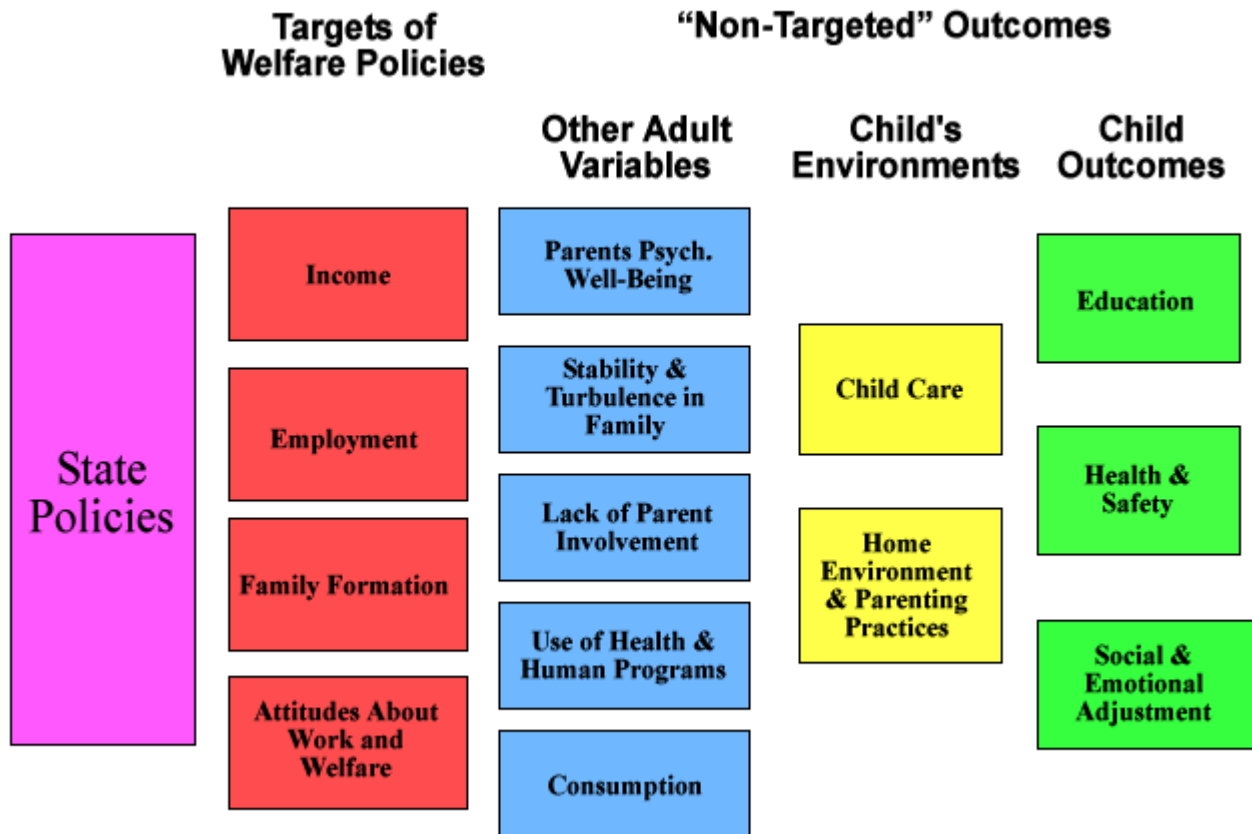 Targets of
Welfare Policies
“Non-Targeted” Outcomes
Other Adult
Variables
Child's
Environments
Child
Outcomes
State
Policies
Income
Employment
Family Formation
Attitudes About
Work and
Welfare
Parents Psych.
Well-Being
Stability &
Turbulence in
Family
Lack of Parent
Involvement
Use of Health &
Human Programs
Consumption
Child Care
Home
Environment
& Parenting
Practices
Education
Health &
Safety
Social &
Emotional
Adjustment